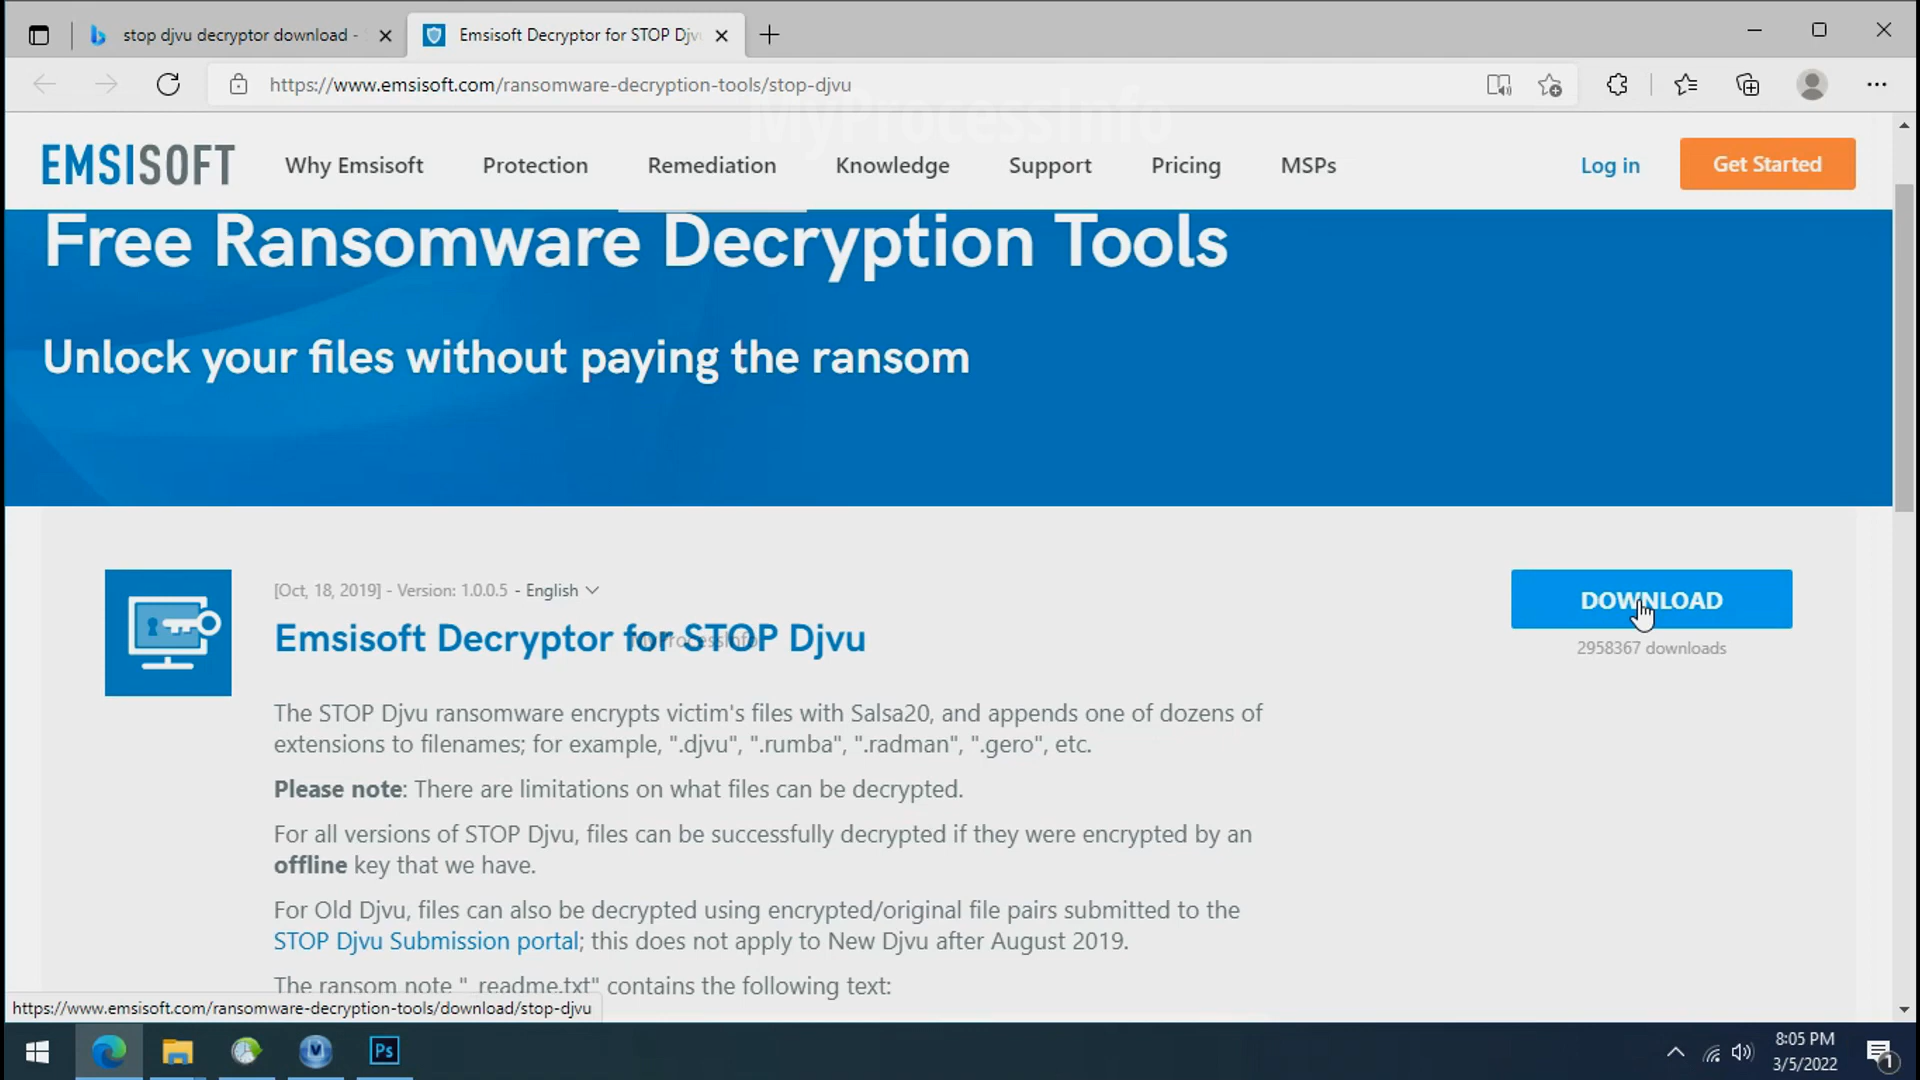 stop djvu decryptor download -
Emsisoft Decryptor for STOP Djv
https://www.emsisoft.com/ransomware-decryption-tools/stop-djvu
MyProcessInfo
EMSISOFT
Why Emsisoft
Protection
Remediation
Knowledge
Support
Pricing
MSPs
Log in
Get Started
Free Ransomware Decryption Tools
Unlock your files without paying the ransom
[Oct, 18, 2019] - Version: 1.0.0.5 - English
DOWNLOAD
2958367 downloads
Emsisoft Decryptor for STOP Djvu
MyProcessInfo
The STOP Djvu ransomware encrypts victim's files with Salsa20, and appends one of dozens of
extensions to filenames; for example, ".djvu", ".rumba", ".radman", ".gero", etc.
Please note: There are limitations on what files can be decrypted.
For all versions of STOP Djvu, files can be successfully decrypted if they were encrypted by an
offline key that we have.
For Old Djvu, files can also be decrypted using encrypted/original file pairs submitted to the
STOP Djvu Submission portal; this does not apply to New Djvu after August 2019.
The ransom note "_readme.txt" contains the following text:
https://www.emsisoft.com/ransomware-decryption-tools/download/stop-djvu
Ps
8:05 PM
3/5/2022
1